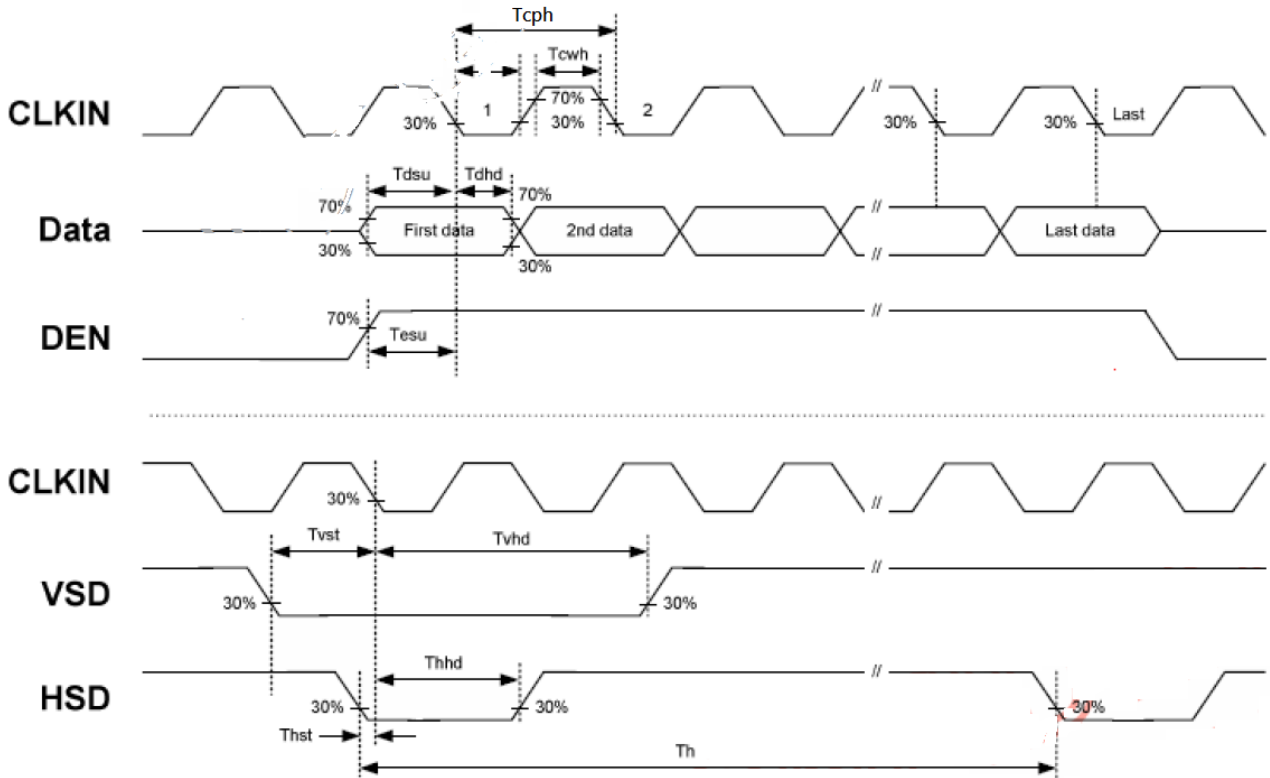 Tcph
Tcwh
CLKIN
30%
1
70%
30%
2
//
30%
30%
Last
Tdsu
Tdhd
//
70%
70%
Data
First data
2nd data
//
Last data
30%
30%
//
70%
DEN
Tesu
//
CLKIN
30%
//
Tvst
Tvhd
//
VSD
30%
30%
Thhd
//
HSD
30%
30%
30%
Thst
Th